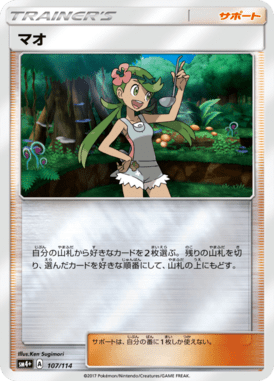 TRAINER'S
サポート
マオ
自分の山札から好きなカードを2枚選ぶ。残りの山札を切
り、選んだカードを好きな順番にして、山札の上にもどす。
サポートは、自分の番に1枚しか使えない。
Illus.Ken Sugimori
SM4+ A 107/114
©2017 Pokémon/Nintendo/Creatures/GAME FREAK.